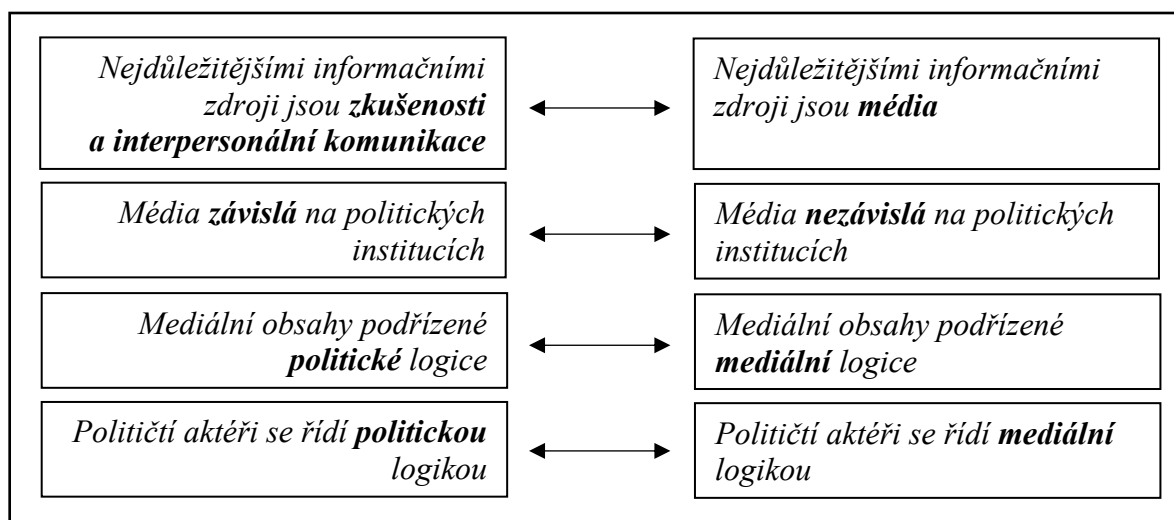 Nejdůležitějšími informačními
zdroji jsou zkušenosti
a interpersonální komunikace
Nejdůležitějšími informačními
zdroji jsou média
Média závislá na politických
institucích
Média nezávislá na politických
institucích
Mediální obsahy podřízené
politické logice
Mediální obsahy podřízené
mediální logice
Političtí aktéři se řídí politickou
logikou
Političtí aktéři se řídí mediální
logikou